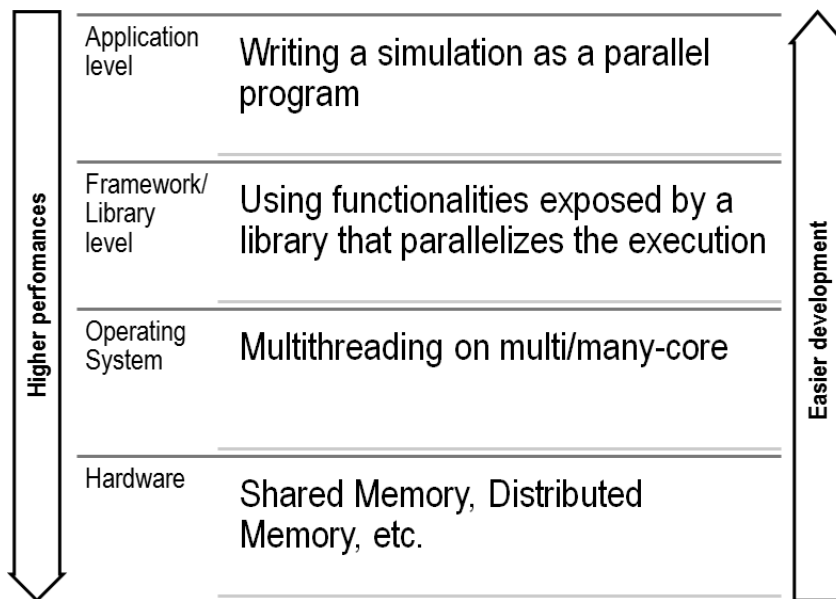 Higher perfomances
Application
level
Writing a simulation as a parallel
program
Framework/
Library
level
Using functionalities exposed by a
library that parallelizes the execution
Operating
System
Multithreading on multi/many-core
Hardware
Shared Memory, Distributed
Memory, etc.
Easier development